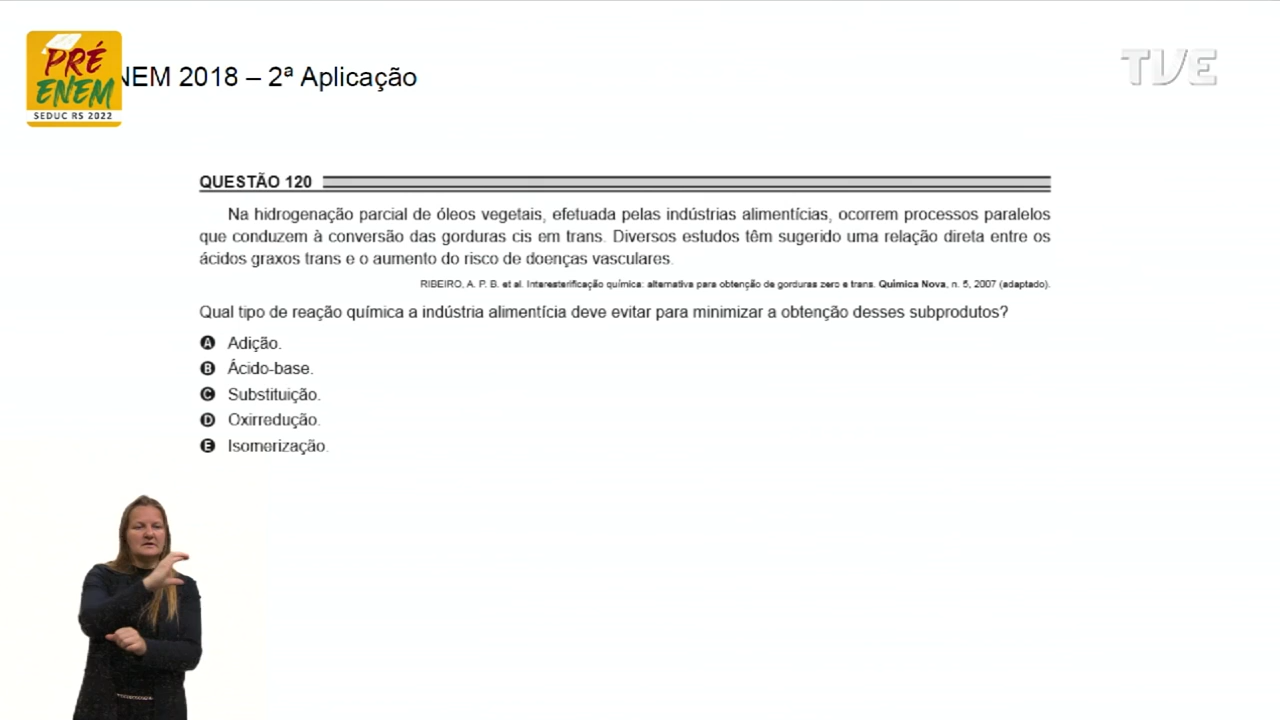 PRÉ
ENEM
SEDUC RS 2022
NEM 2018 – 2ª Aplicação
TVE
QUESTÃO 120
Na hidrogenação parcial de óleos vegetais, efetuada pelas indústrias alimentícias, ocorrem processos paralelos
que conduzem à conversão das gorduras cis em trans. Diversos estudos têm sugerido uma relação direta entre os
ácidos graxos trans e o aumento do risco de doenças vasculares.
RIBEIRO, A. P. B. et al. Interesterificação química: alternativa para obtenção de gorduras zero e trans. Química Nova, n. 5, 2007 (adaptado).
Qual tipo de reação química a indústria alimentícia deve evitar para minimizar a obtenção desses subprodutos?
A Adição.
B Ácido-base.
C Substituição.
D Oxirredução.
E Isomerização.